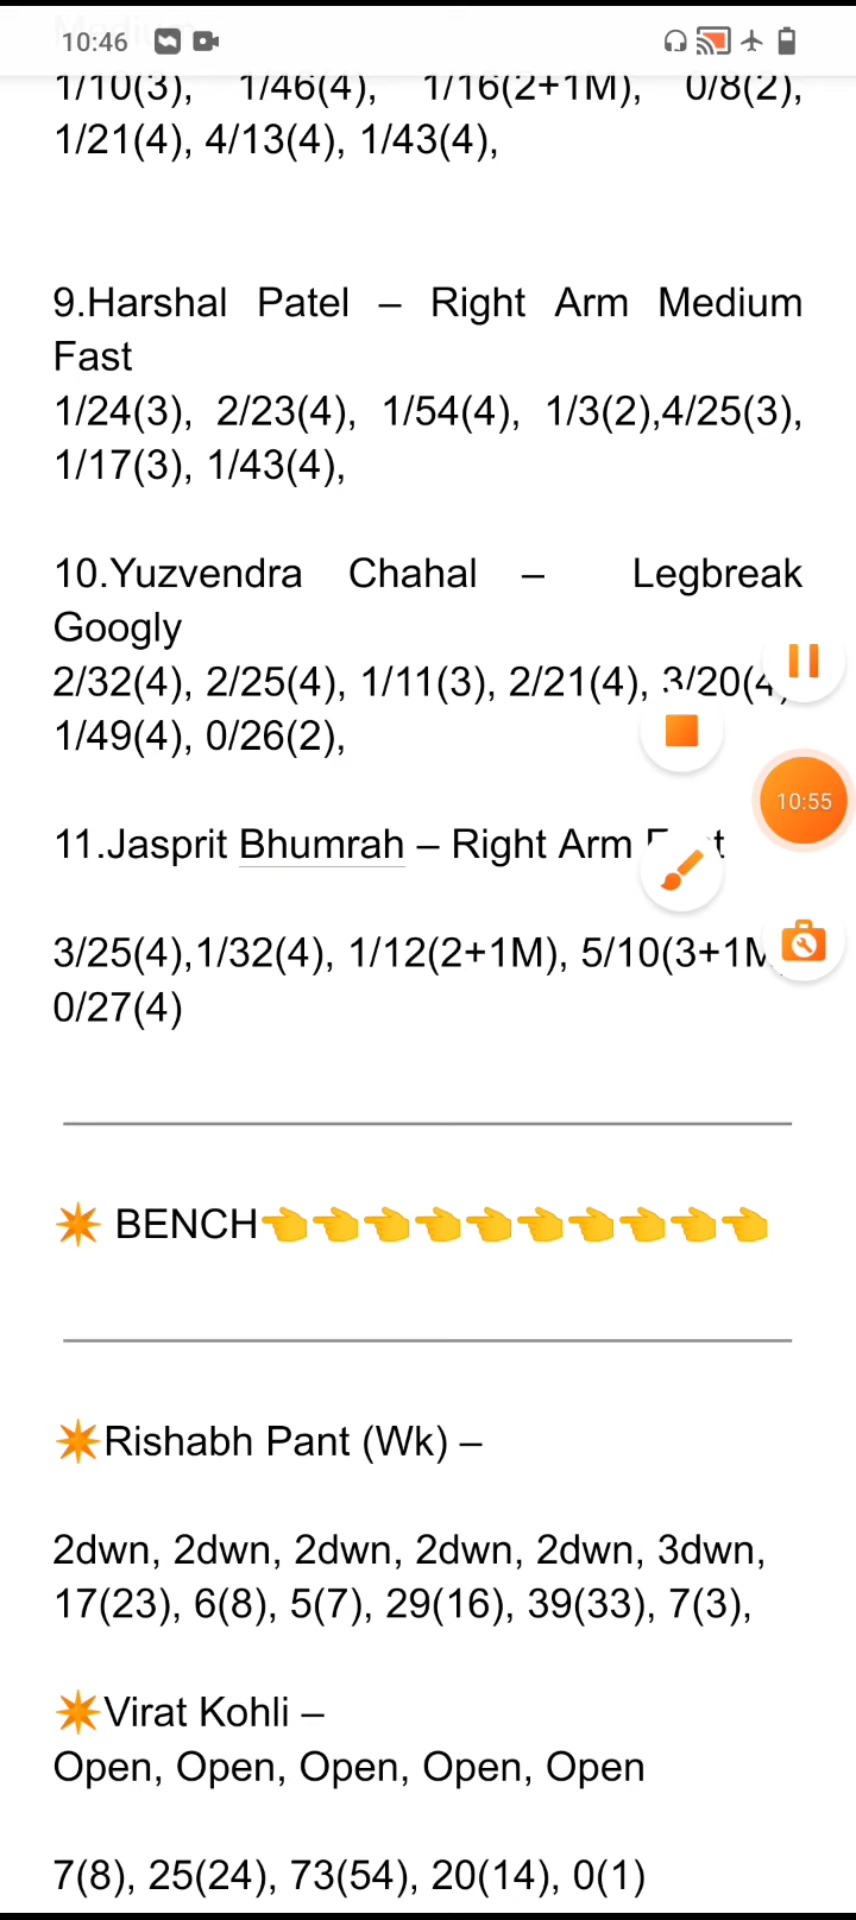 10:46
1/10(3), 1/46(4), 1/16(2+1M), 0/8(2),
1/21(4), 4/13(4), 1/43(4),
9.Harshal Patel – Right Arm Medium
Fast
1/24(3), 2/23(4), 1/54(4), 1/3(2),4/25(3),
1/17(3), 1/43(4),
10.Yuzvendra Chahal – Legbreak
Googly
2/32(4), 2/25(4), 1/11(3), 2/21(4), 3/20(4
1/49(4), 0/26(2),
10:55
11.Jasprit Bhumrah – Right Arm
3/25(4),1/32(4), 1/12(2+1M), 5/10(3+1M
0/27(4)
BENCH
Rishabh Pant (Wk) –
2dwn, 2dwn, 2dwn, 2dwn, 2dwn, 3dwn,
17(23), 6(8), 5(7), 29(16), 39(33), 7(3),
Virat Kohli –
Open, Open, Open, Open, Open
7(8), 25(24), 73(54), 20(14), 0(1)